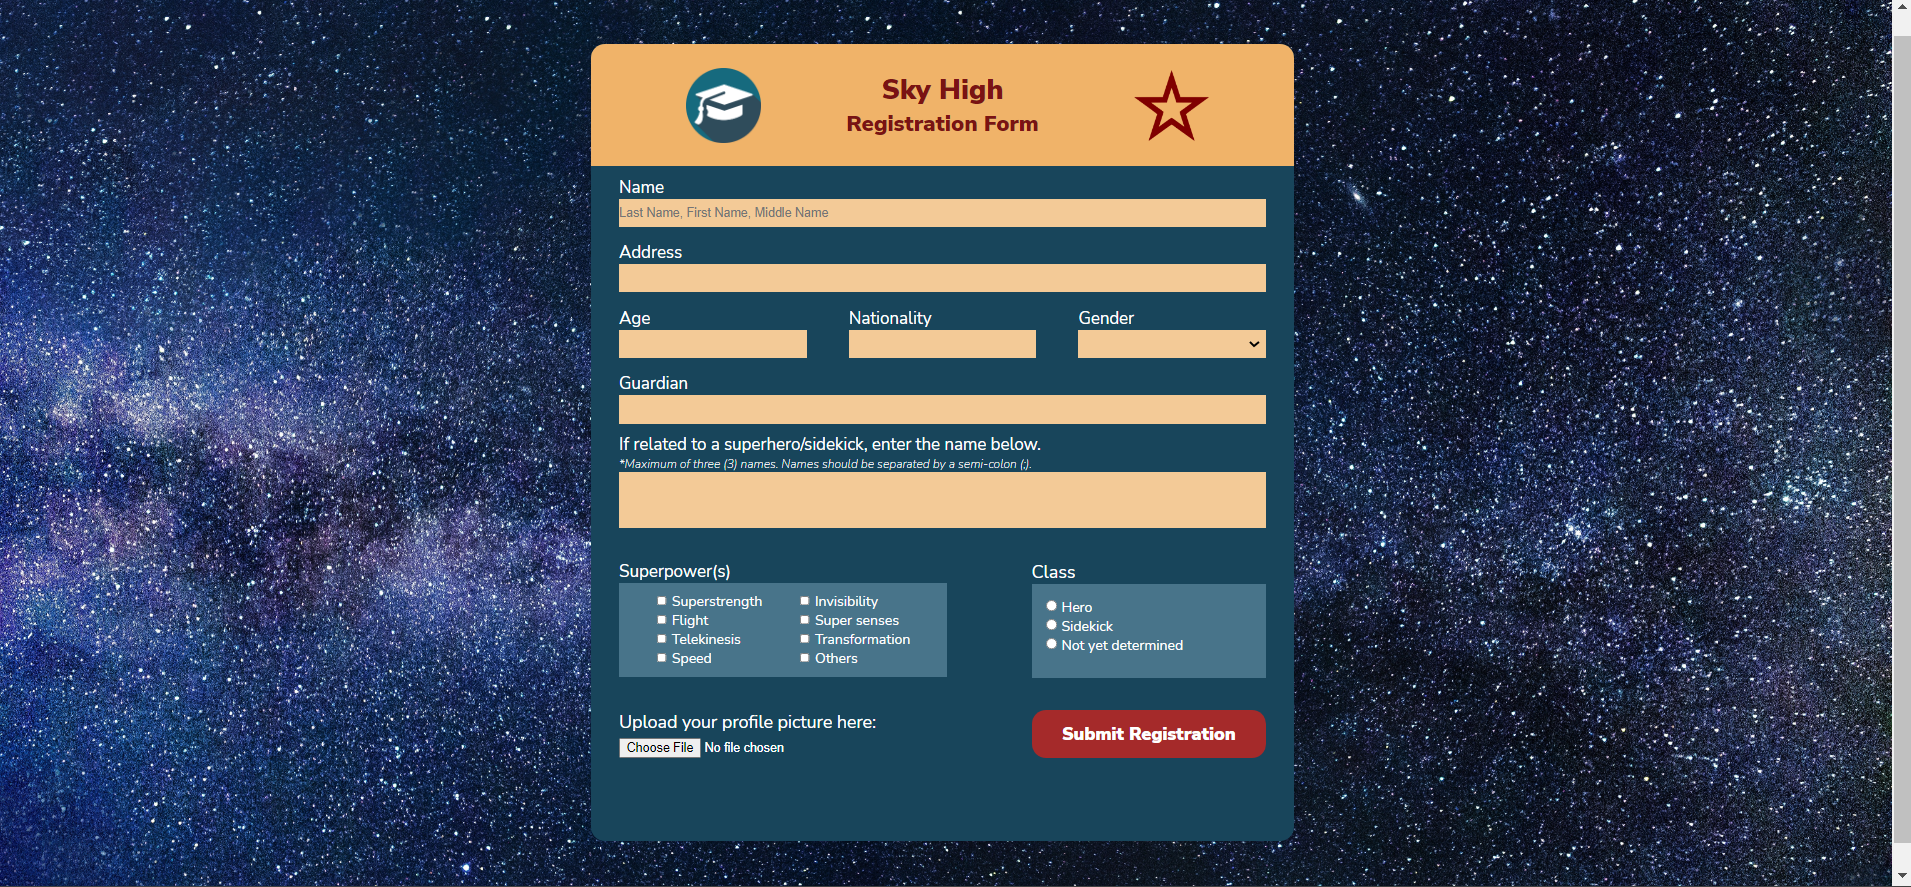 Sky High
Registration Form
Name
Last Name, First Name, Middle Name
Address
Age Nationality Gender
Guardian
If related to a superhero/sidekick, enter the name below.
*Maximum of three (3) names. Names should be separated by a semi-colon (;).
Superpower(s)
Superstrength
Flight
Telekinesis
Speed
Invisibility
Super senses
Transformation
Others
Class
Hero
Sidekick
Not yet determined
Upload your profile picture here:
Choose File No file chosen
Submit Registration